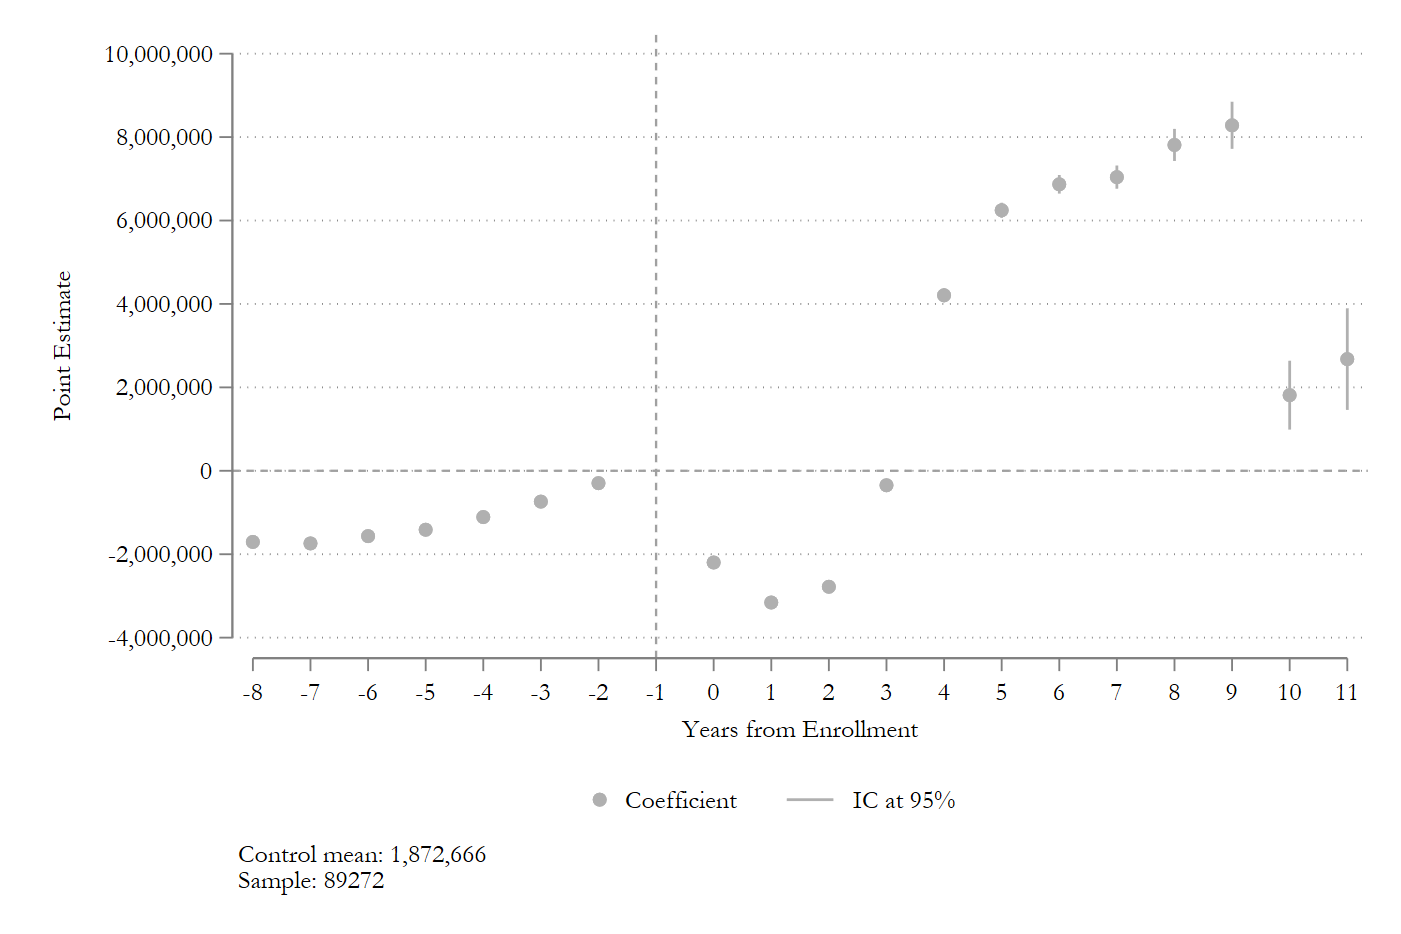 10,000,000
8,000,000
6,000,000
4,000,000
2,000,000
0
-2,000,000
-4,000,000
Point Estimate
-8 -7 -6 -5 -4 -3 -2 -1 0 1 2 3 4 5 6 7 8 9 10 11
Years from Enrollment
Coefficient IC at 95%
Control mean: 1,872,666
Sample: 89272